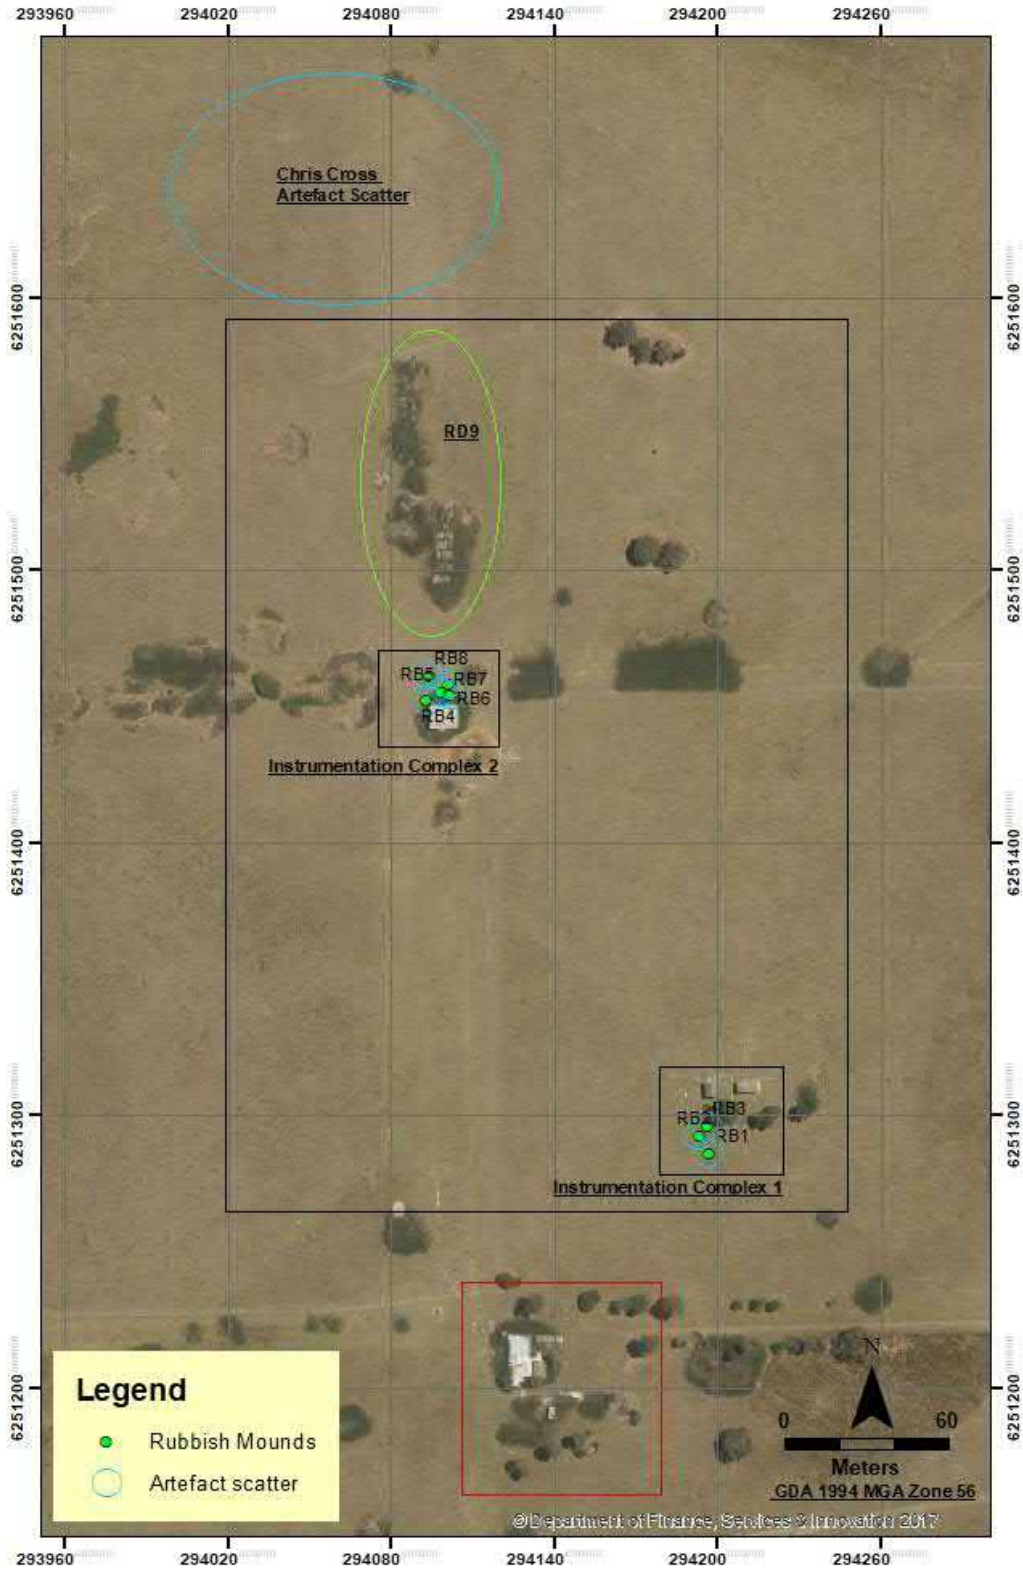 293960 294020 294080 294140 294200 294260
Chris Cross
Artefact Scatter
6251600 6251600
RD9
6251500 6251500
RB8
RB5 RB7
RB6
RB4
Instrumentation Complex 2
6251400 6251400
RB3
RB2
RB1
6251300 6251300
Instrumentation Complex 1
6251200 6251200
Legend
Rubbish Mounds
Artefact scatter
N
0 60
Meters
GDA 1994 MGA Zone 56
© Department of Finance, Services & Innovation 2017
293960 294020 294080 294140 294200 294260